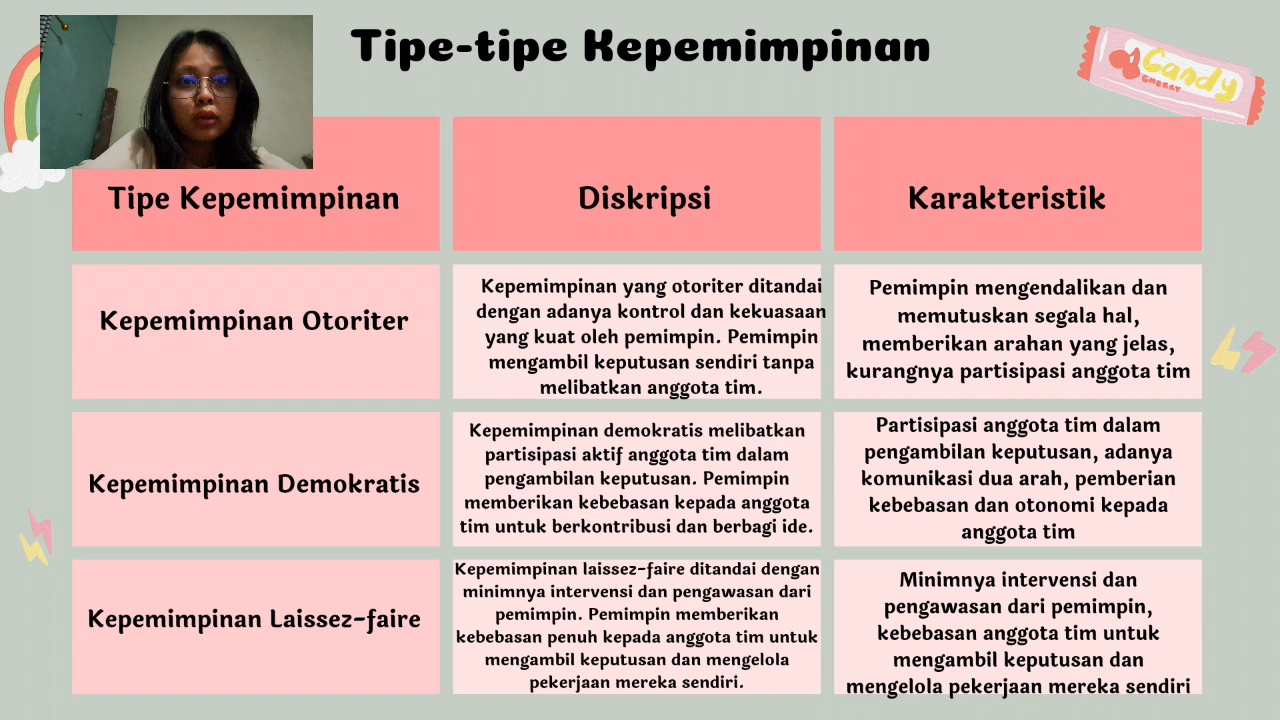 Tipe-tipe Kepemimpinan
Candy
CHERRY
Tipe Kepemimpinan
Diskripsi
Karakteristik
Kepemimpinan Otoriter
Kepemimpinan yang otoriter ditandai
dengan adanya kontrol dan kekuasaan
yang kuat oleh pemimpin. Pemimpin
mengambil keputusan sendiri tanpa
melibatkan anggota tim.
Pemimpin mengendalikan dan
memutuskan segala hal,
memberikan arahan yang jelas,
kurangnya partisipasi anggota tim
Kepemimpinan Demokratis
Kepemimpinan demokratis melibatkan
partisipasi aktif anggota tim dalam
pengambilan keputusan. Pemimpin
memberikan kebebasan kepada anggota
tim untuk berkontribusi dan berbagi ide.
Partisipasi anggota tim dalam
pengambilan keputusan, adanya
komunikasi dua arah, pemberian
kebebasan dan otonomi kepada
anggota tim
Kepemimpinan Laissez-faire
Kepemimpinan laissez-faire ditandai dengan
minimnya intervensi dan pengawasan dari
pemimpin. Pemimpin memberikan
kebebasan penuh kepada anggota tim untuk
mengambil keputusan dan mengelola
pekerjaan mereka sendiri.
Minimnya intervensi dan
pengawasan dari pemimpin,
kebebasan anggota tim untuk
mengambil keputusan dan
mengelola pekerjaan mereka sendiri